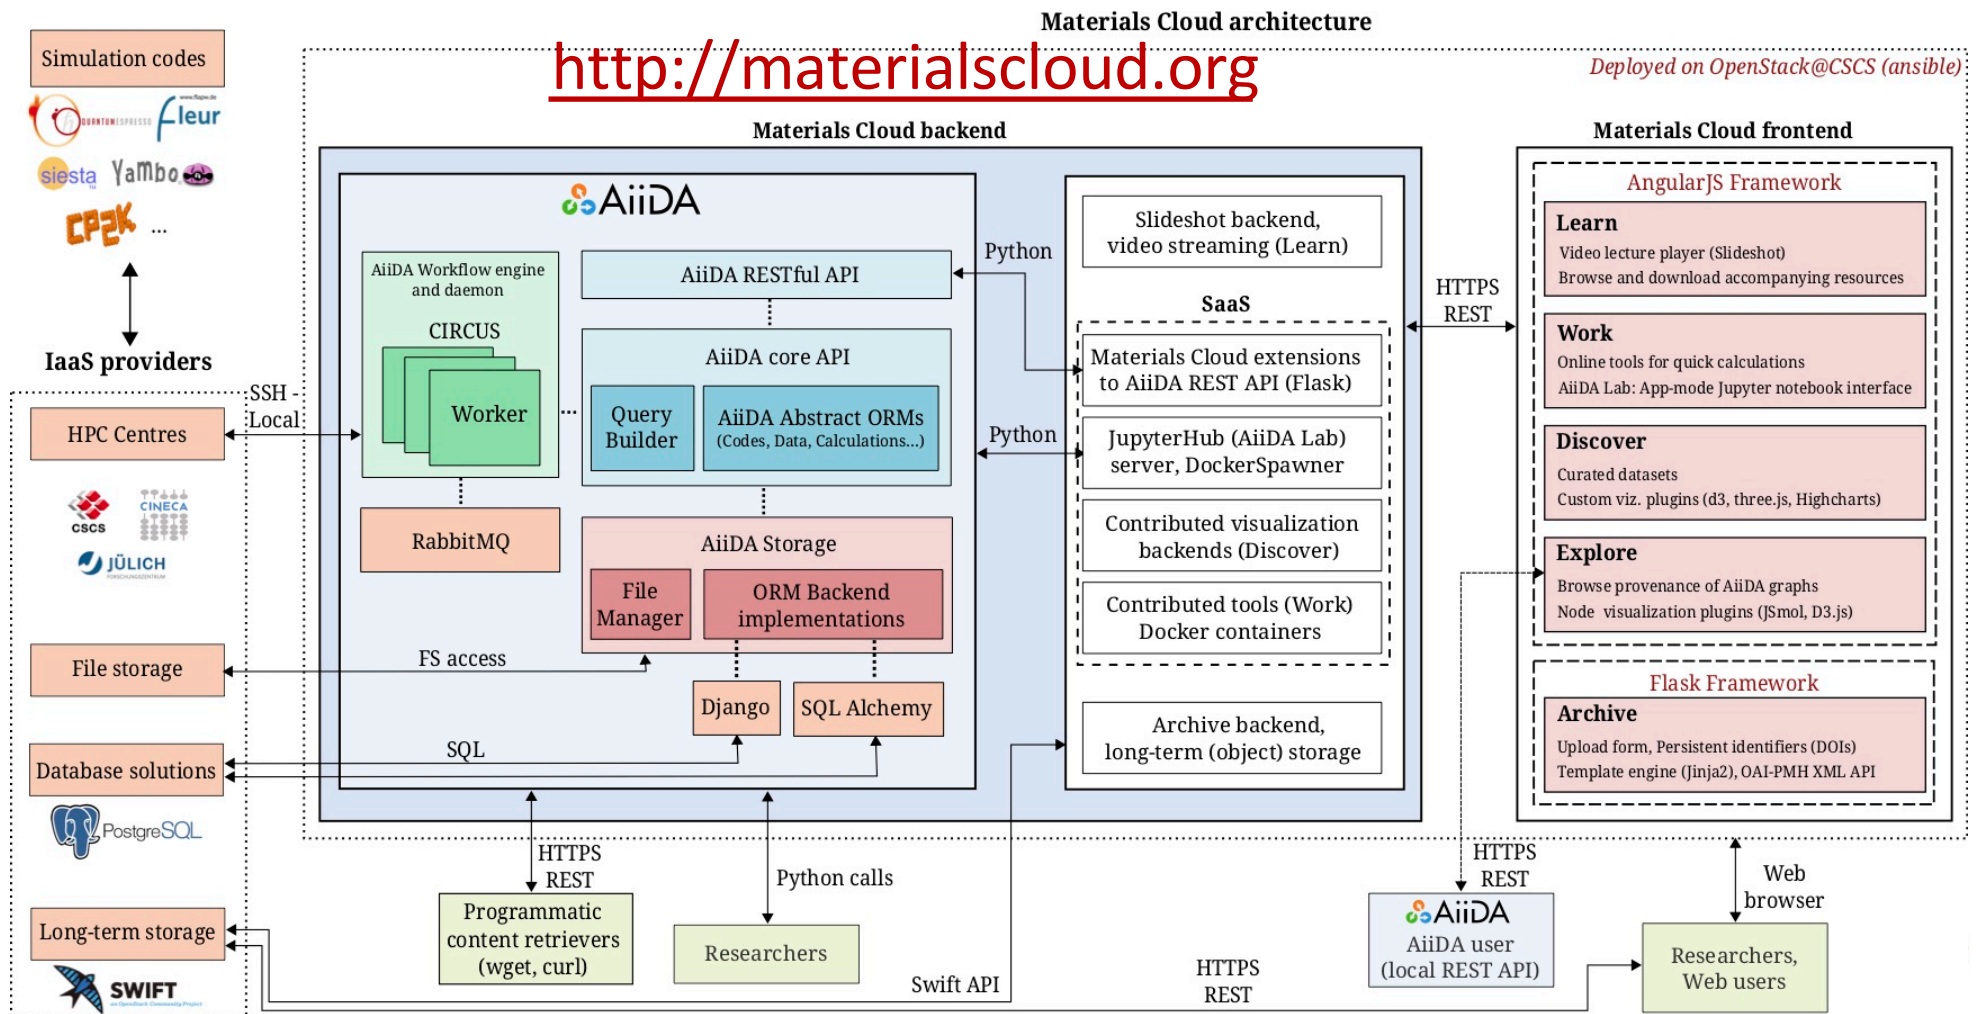 Materials Cloud architecture
http://materialscloud.org
Deployed on OpenStack@CSCS (ansible)
Simulation codes
QUANTUMESPRESSO
www.flapw.de
fleur
siesta
Yambo
CP2K
...
IaaS providers
HPC Centres
CSCS
CINECA
JÜLICH
FORSCHUNGSZENTRUM
File storage
Database solutions
PostgreSQL
Long-term storage
SWIFT
an OpenStack Community Project
SSH -
Local
FS access
SQL
Materials Cloud backend
AiiDA
AiiDA Workflow engine
and daemon
CIRCUS
Worker
...
RabbitMQ
AiiDA RESTful API
AiiDA core API
Query
Builder
AiiDA Abstract ORMs
(Codes, Data, Calculations...)
AiiDA Storage
File
Manager
ORM Backend
implementations
Django
SQL Alchemy
Python
Python
Slideshot backend,
video streaming (Learn)
SaaS
Materials Cloud extensions
to AiiDA REST API (Flask)
JupyterHub (AiiDA Lab)
server, DockerSpawner
Contributed visualization
backends (Discover)
Contributed tools (Work)
Docker containers
Archive backend,
long-term (object) storage
HTTPS
REST
Materials Cloud frontend
AngularJS Framework
Learn
Video lecture player (Slideshot)
Browse and download accompanying resources
Work
Online tools for quick calculations
AiiDA Lab: App-mode Jupyter notebook interface
Discover
Curated datasets
Custom viz. plugins (d3, three.js, Highcharts)
Explore
Browse provenance of AiiDA graphs
Node visualization plugins (JSmol, D3.js)
Flask Framework
Archive
Upload form, Persistent identifiers (DOIs)
Template engine (Jinja2), OAI-PMH XML API
HTTPS
REST
Programmatic
content retrievers
(wget, curl)
Python calls
Researchers
Swift API
HTTPS
REST
HTTPS
REST
AiiDA
AiiDA user
(local REST API)
Web
browser
Researchers,
Web users